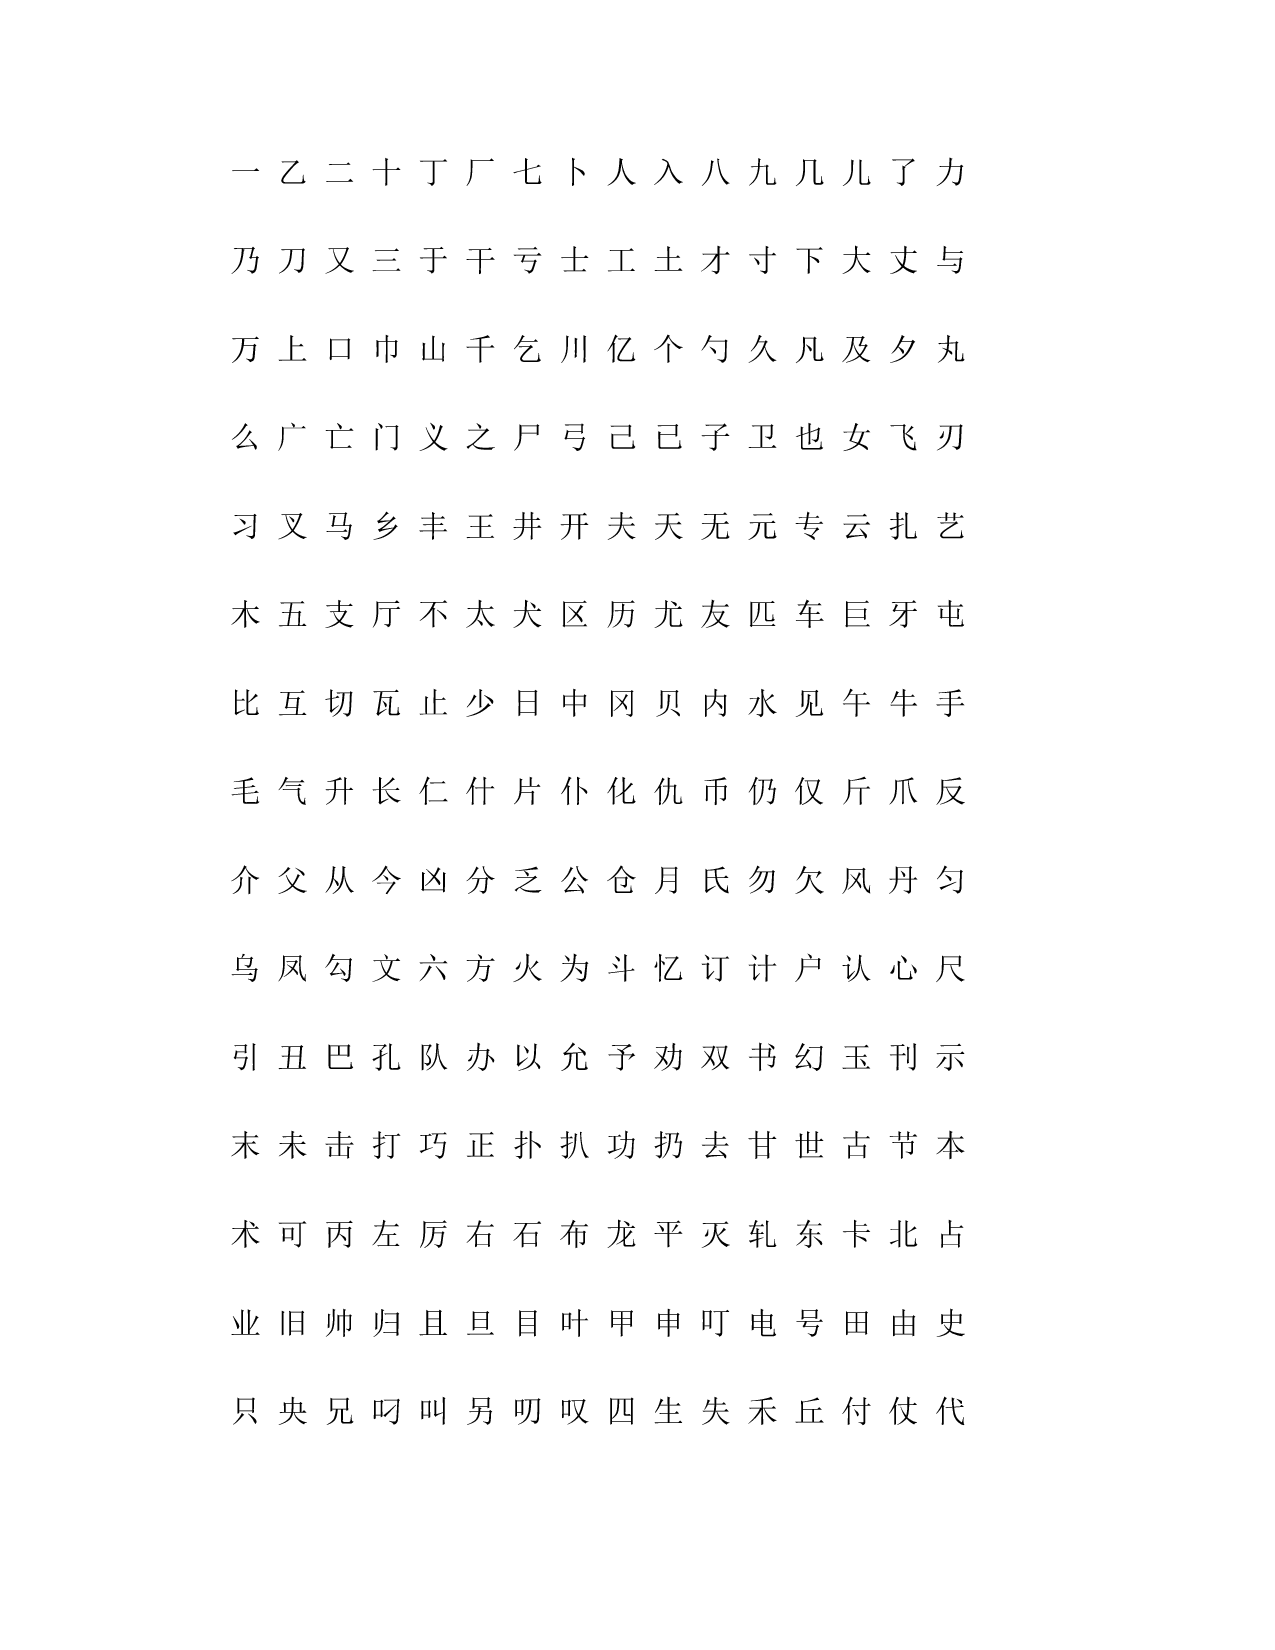 一 乙 二 十 丁 厂 七 卜 人 入 八 九 几 儿 了 力
乃 刀 又 三 于 干 亏 士 工 土 才 寸 下 大 丈 与
万 上 口 巾 山 千 乞 川 亿 个 勺 久 凡 及 夕 丸
么 广 亡 门 义 之 尸 弓 己 已 子 卫 也 女 飞 刃
习 叉 马 乡 丰 王 井 开 夫 天 无 元 专 云 扎 艺
木 五 支 厅 不 太 犬 区 历 尤 友 匹 车 巨 牙 屯
比 互 切 瓦 止 少 日 中 冈 贝 内 水 见 午 牛 手
毛 气 升 长 仁 什 片 仆 化 仇 币 仍 仅 斤 爪 反
介 父 从 今 凶 分 乏 公 仓 月 氏 勿 欠 风 丹 匀
乌 凤 勾 文 六 方 火 为 斗 忆 订 计 户 认 心 尺
引 丑 巴 孔 队 办 以 允 予 劝 双 书 幻 玉 刊 示
末 未 击 打 巧 正 扑 扒 功 扔 去 甘 世 古 节 本
术 可 丙 左 厉 右 石 布 龙 平 灭 轧 东 卡 北 占
业 旧 帅 归 且 旦 目 叶 甲 申 叮 电 号 田 由 史
只 央 兄 叼 叫 另 叨 叹 四 生 失 禾 丘 付 仗 代